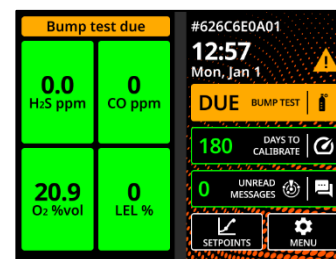 Bump test due
0.0
H₂S ppm
0
CO ppm
20.9
O₂ %vol
0
LEL %
#626C6E0A01
12:57
Mon, Jan 1
DUE BUMP TEST
180 DAYS TO
CALIBRATE
0 UNREAD
MESSAGES
SETPOINTS
MENU